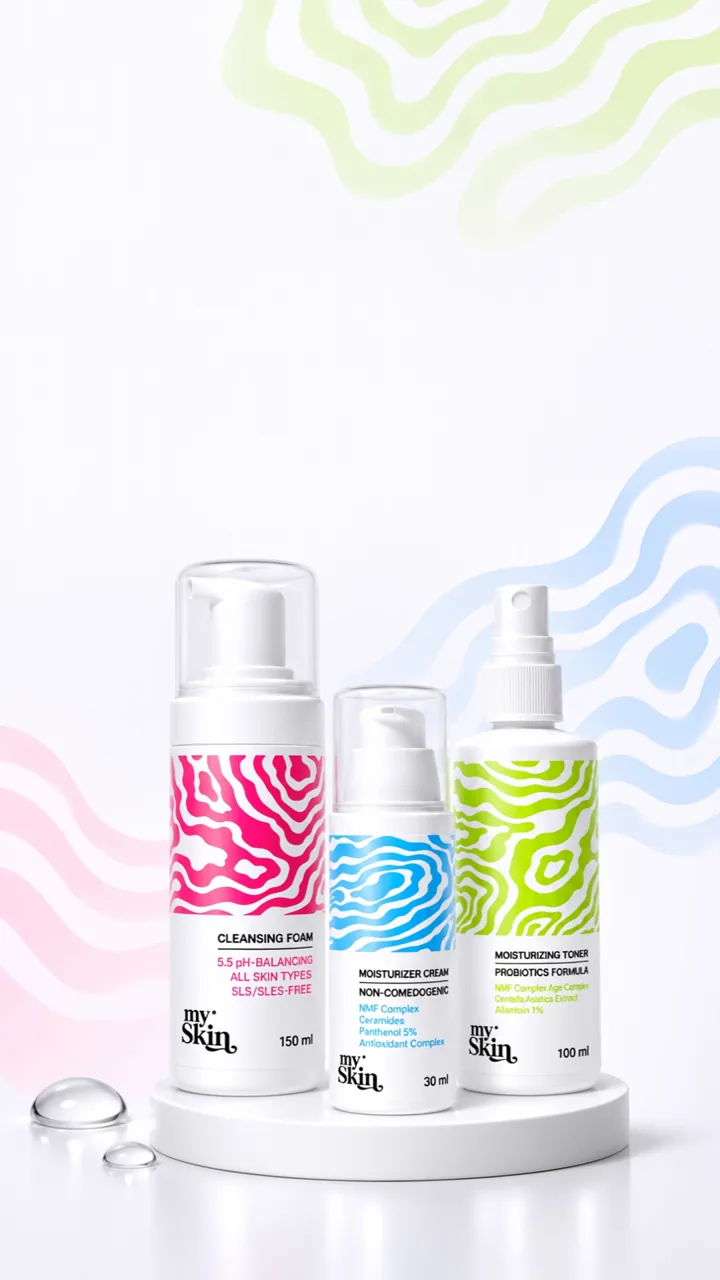 CLEANSING FOAM
5.5 pH-BALANCING
ALL SKIN TYPES
SLS/SLES-FREE
my
Skin
150 ml
MOISTURIZER CREAM
NON-COMEDOGENIC
NMF Complex
Ceramides
Panthenol 5%
Antioxidant Complex
my
Skin
30 ml
MOISTURIZING TONER
PROBIOTICS FORMULA
NMF Complex Age-Complex
Centella Asiatica Extract
Allantoin 1%
my
Skin
100 ml